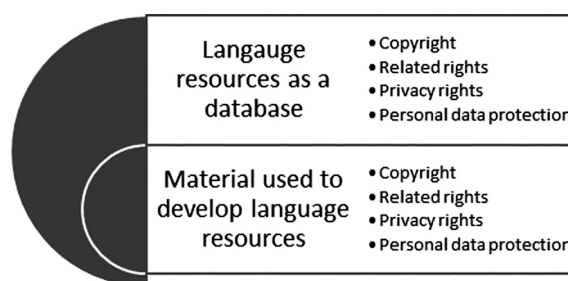 Langauge
resources as a
database
• Copyright
• Related rights
• Privacy rights
• Personal data protection
Material used to
develop language
resources
• Copyright
• Related rights
• Privacy rights
• Personal data protection